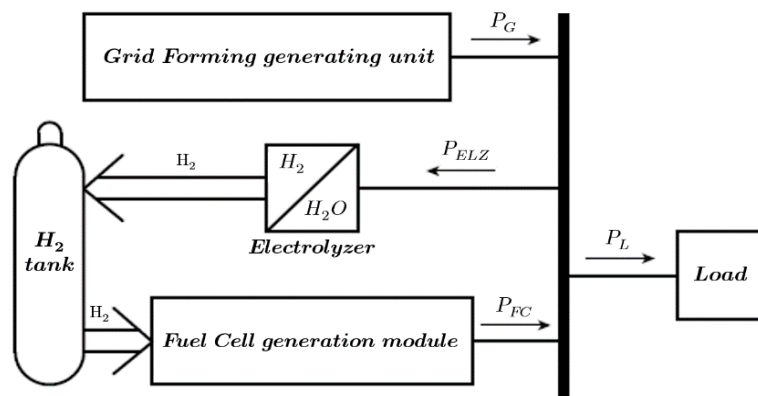 P_G
Grid Forming generating unit
H₂
H₂
H₂O
P_ELZ
Electrolyzer
H₂
tank
P_L
Load
H₂
Fuel Cell generation module
P_FC